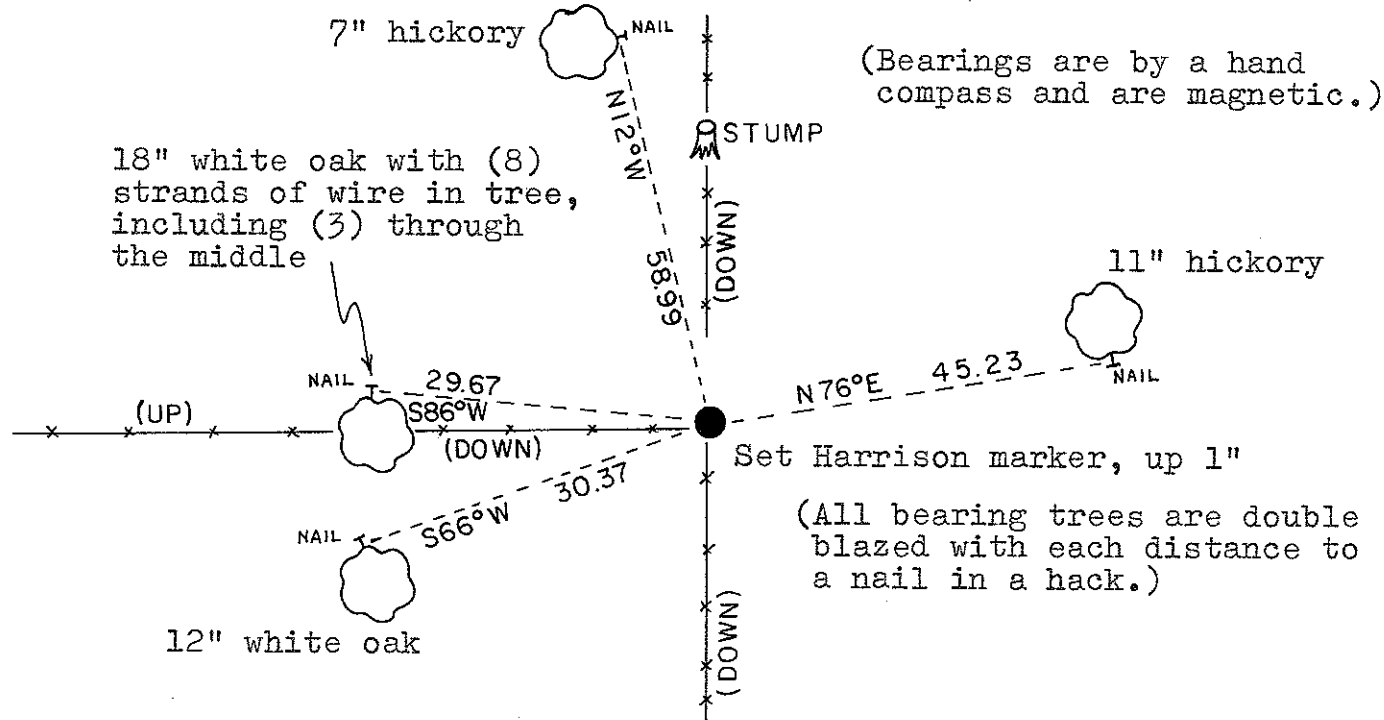 7" hickory
NAIL
(Bearings are by a hand
compass and are magnetic.)
N12°W
STUMP
18" white oak with (8)
strands of wire in tree,
including (3) through
the middle
(DOWN)
58.99
11" hickory
NAIL
N76°E 45.23
NAIL
29.67
S86°W
(UP)
(DOWN)
Set Harrison marker, up 1"
30.37
S66°W
NAIL
(All bearing trees are double
blazed with each distance to
a nail in a hack.)
12" white oak
(DOWN)